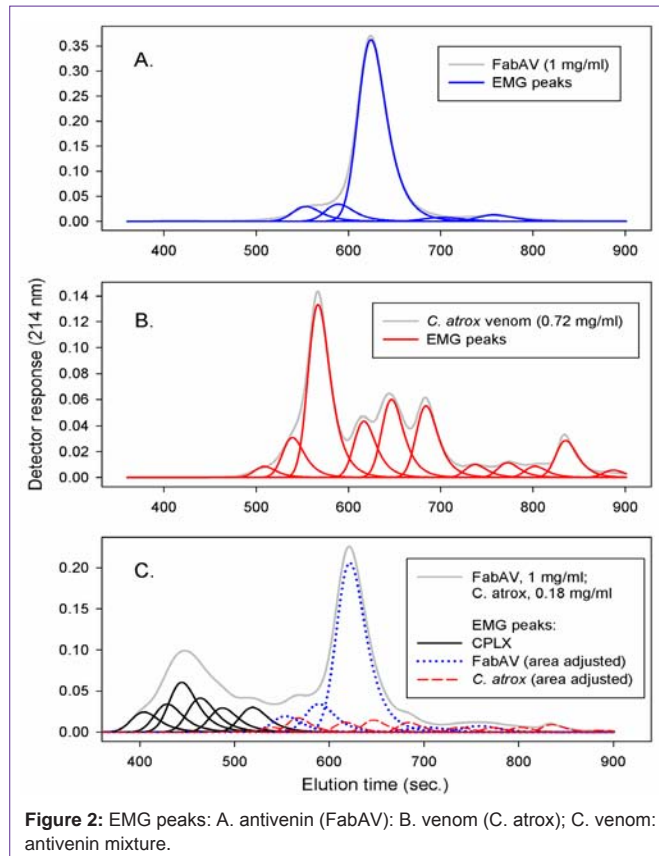 A.
FabAV (1 mg/ml)
EMG peaks
0.35
0.30
0.25
0.20
0.15
0.10
0.05
0.00
400 500 600 700 800 900
B.
C. atrox venom (0.72 mg/ml)
EMG peaks
0.14
0.12
0.10
0.08
0.06
0.04
0.02
0.00
400 500 600 700 800 900
Detector response (214 nm)
C.
FabAV, 1 mg/ml;
C. atrox, 0.18 mg/ml
EMG peaks:
CPLX
FabAV (area adjusted)
C. atrox (area adjusted)
0.20
0.15
0.10
0.05
0.00
400 500 600 700 800 900
Elution time (sec.)
Figure 2: EMG peaks: A. antivenin (FabAV): B. venom (C. atrox); C. venom:
antivenin mixture.